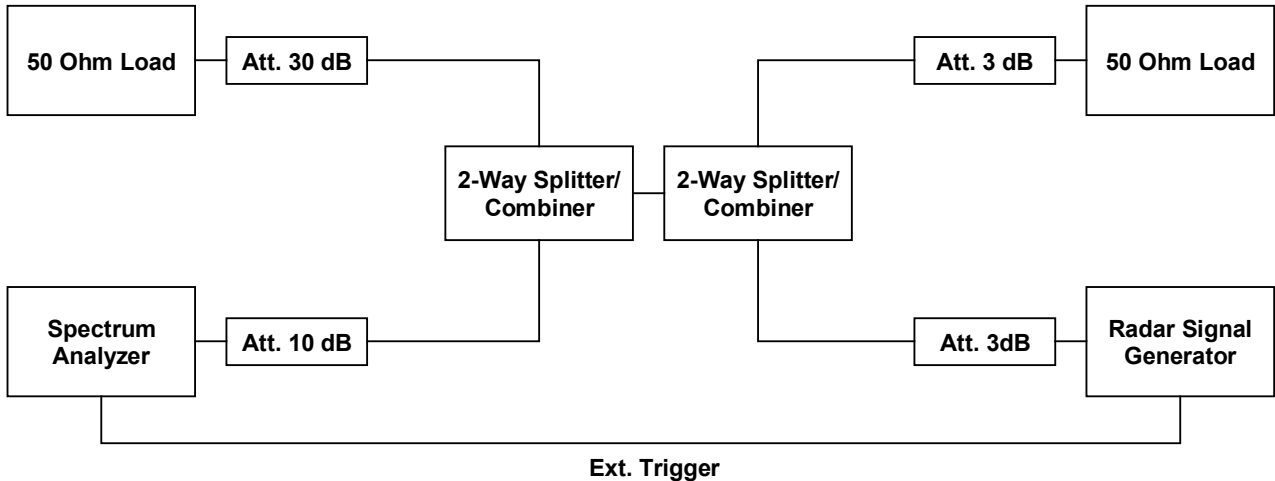 50 Ohm Load
Att. 30 dB
Att. 3 dB
50 Ohm Load
2-Way Splitter/
Combiner
2-Way Splitter/
Combiner
Spectrum
Analyzer
Att. 10 dB
Att. 3dB
Radar Signal
Generator
Ext. Trigger